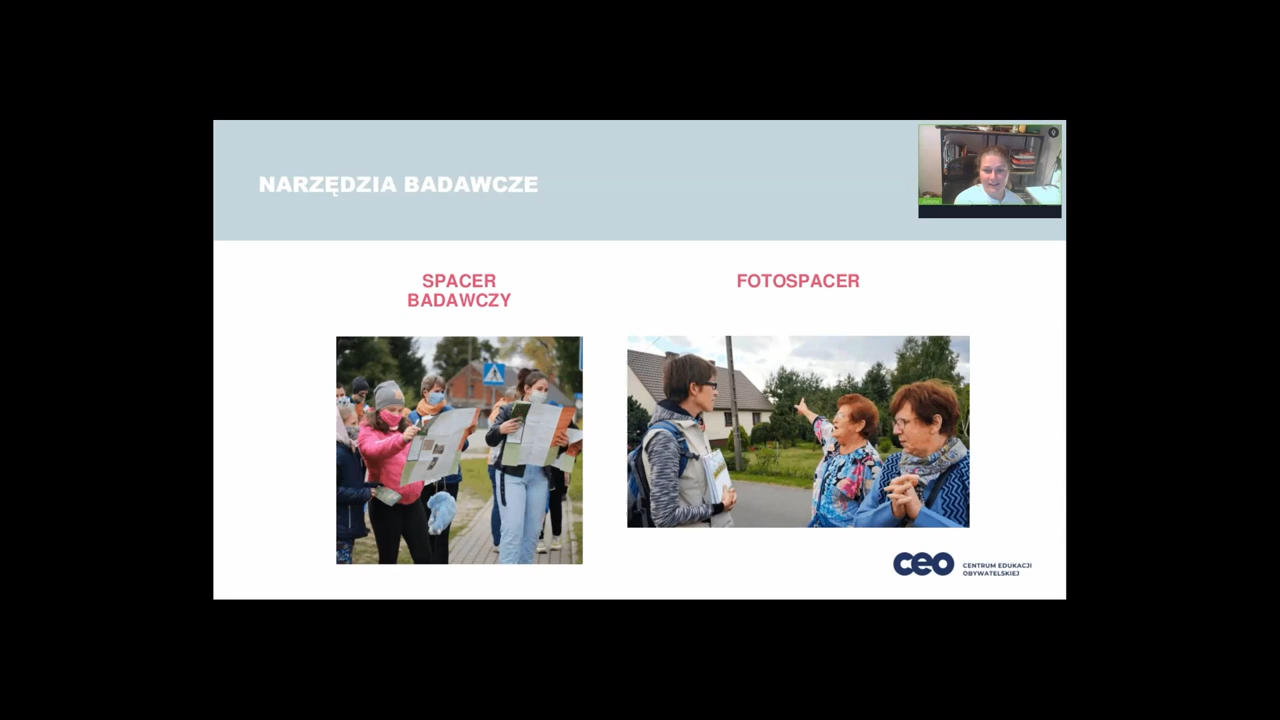 NARZĘDZIA BADAWCZE
SPACER
BADAWCZY
FOTOSPACER
ceo
CENTRUM EDUKACJI
OBYWATELSKIEJ